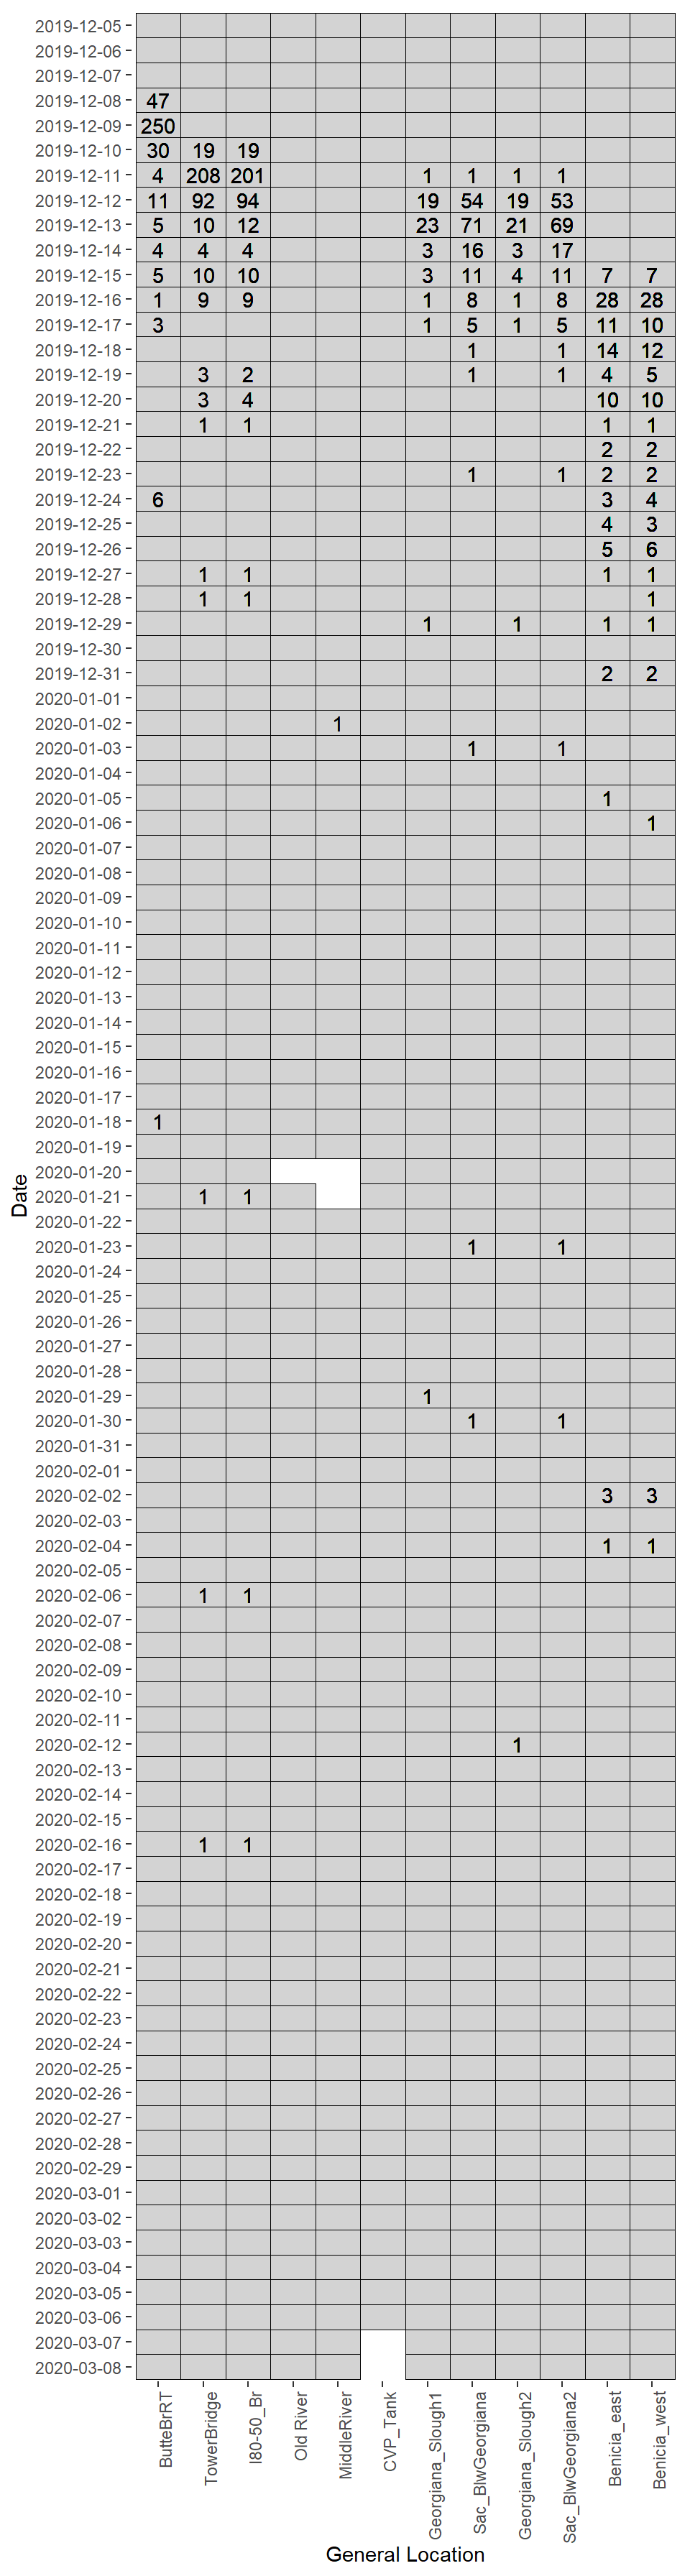 2019-12-05
2019-12-06
2019-12-07
2019-12-08 47
2019-12-09 250
2019-12-10 30 19 19
2019-12-11 4 208 201 1 1 1 1
2019-12-12 11 92 94 19 54 19 53
2019-12-13 5 10 12 23 71 21 69
2019-12-14 4 4 4 3 16 3 17
2019-12-15 5 10 10 3 11 4 11 7 7
2019-12-16 1 9 9 1 8 1 8 28 28
2019-12-17 3 1 5 1 5 11 10
2019-12-18 1 1 14 12
2019-12-19 3 2 1 1 4 5
2019-12-20 3 4 10 10
2019-12-21 1 1 1 1
2019-12-22 2 2
2019-12-23 1 1 2 2
2019-12-24 6 3 4
2019-12-25 4 3
2019-12-26 5 6
2019-12-27 1 1 1 1
2019-12-28 1 1 1
2019-12-29 1 1 1 1
2019-12-30
2019-12-31 2 2
2020-01-01
2020-01-02 1
2020-01-03 1 1
2020-01-04
2020-01-05 1
2020-01-06 1
2020-01-07
2020-01-08
2020-01-09
2020-01-10
2020-01-11
2020-01-12
2020-01-13
2020-01-14
2020-01-15
2020-01-16
2020-01-17
2020-01-18 1
2020-01-19
2020-01-20
2020-01-21 1 1
2020-01-22
2020-01-23 1 1
2020-01-24
2020-01-25
2020-01-26
2020-01-27
2020-01-28
2020-01-29 1
2020-01-30 1 1
2020-01-31
2020-02-01
2020-02-02 3 3
2020-02-03
2020-02-04 1 1
2020-02-05
2020-02-06 1 1
2020-02-07
2020-02-08
2020-02-09
2020-02-10
2020-02-11
2020-02-12 1
2020-02-13
2020-02-14
2020-02-15
2020-02-16 1 1
2020-02-17
2020-02-18
2020-02-19
2020-02-20
2020-02-21
2020-02-22
2020-02-23
2020-02-24
2020-02-25
2020-02-26
2020-02-27
2020-02-28
2020-02-29
2020-03-01
2020-03-02
2020-03-03
2020-03-04
2020-03-05
2020-03-06
2020-03-07
2020-03-08
Date
ButteBrRT
TowerBridge
I80-50_Br
Old River
MiddleRiver
CVP_Tank
Georgiana_Slough1
Sac_BlwGeorgiana
Georgiana_Slough2
Sac_BlwGeorgiana2
Benicia_east
Benicia_west
General Location